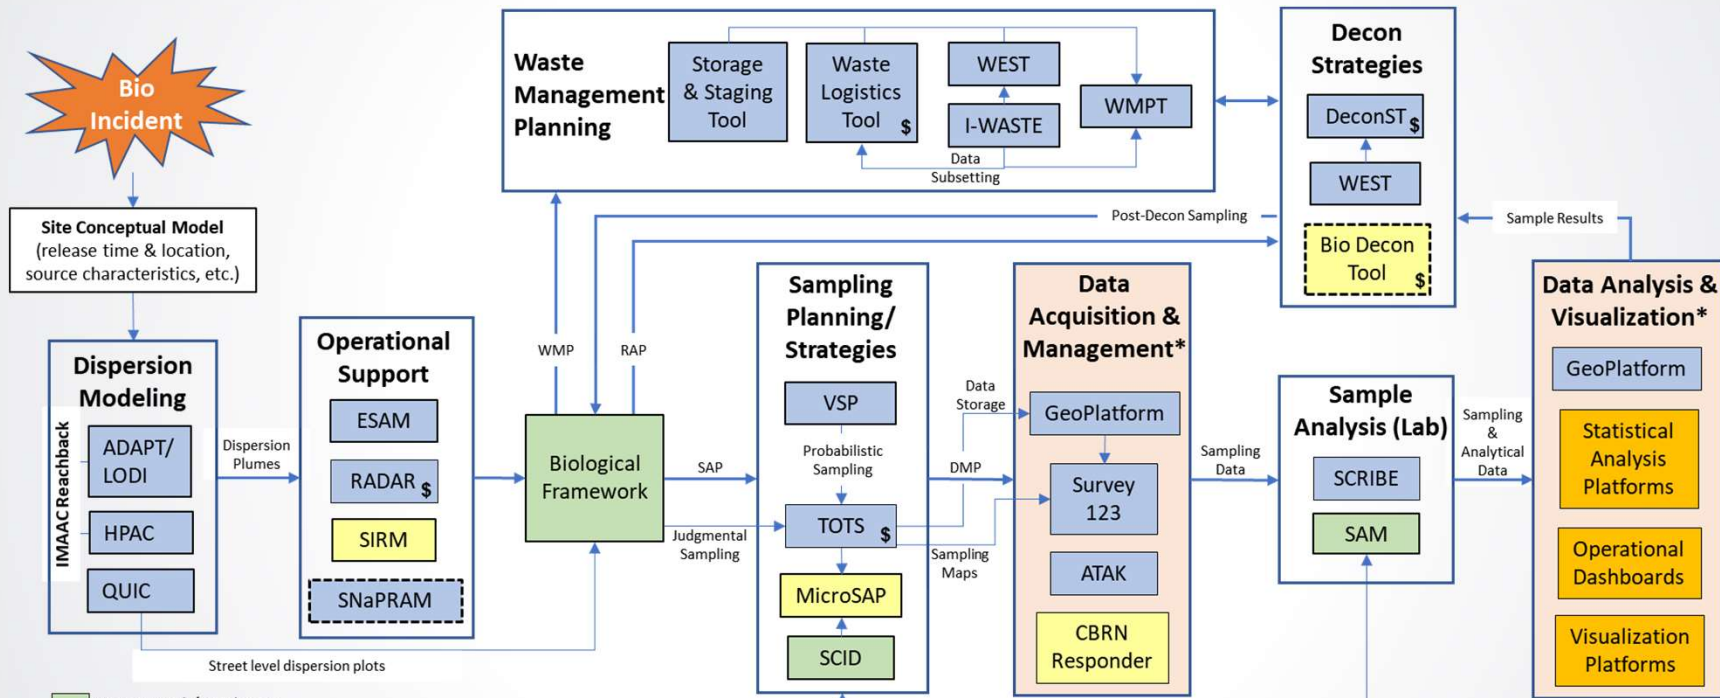 Bio
Incident
Site Conceptual Model
(release time & location,
source characteristics, etc.)
Dispersion
Modeling
IMAAC Reachback
ADAPT/
LODI
HPAC
QUIC
Dispersion
Plumes
Street level dispersion plots
Operational
Support
ESAM
RADAR $
SIRM
SNaPRAM
Biological
Framework
WMP
RAP
SAP
Judgmental
Sampling
Waste
Management
Planning
Storage
& Staging
Tool
Waste
Logistics
Tool $
WEST
I-WASTE
WMPT
Data
Subsetting
Post-Decon Sampling
Decon
Strategies
DeconST $
WEST
Bio Decon
Tool $
Sample Results
Sampling
Planning/
Strategies
VSP
Probabilistic
Sampling
TOTS $
MicroSAP
SCID
Data
Storage
DMP
Sampling
Maps
Data
Acquisition &
Management*
GeoPlatform
Survey
123
ATAK
CBRN
Responder
Sampling
Data
Sample
Analysis (Lab)
SCRIBE
SAM
Sampling
&
Analytical
Data
Data Analysis &
Visualization*
GeoPlatform
Statistical
Analysis
Platforms
Operational
Dashboards
Visualization
Platforms